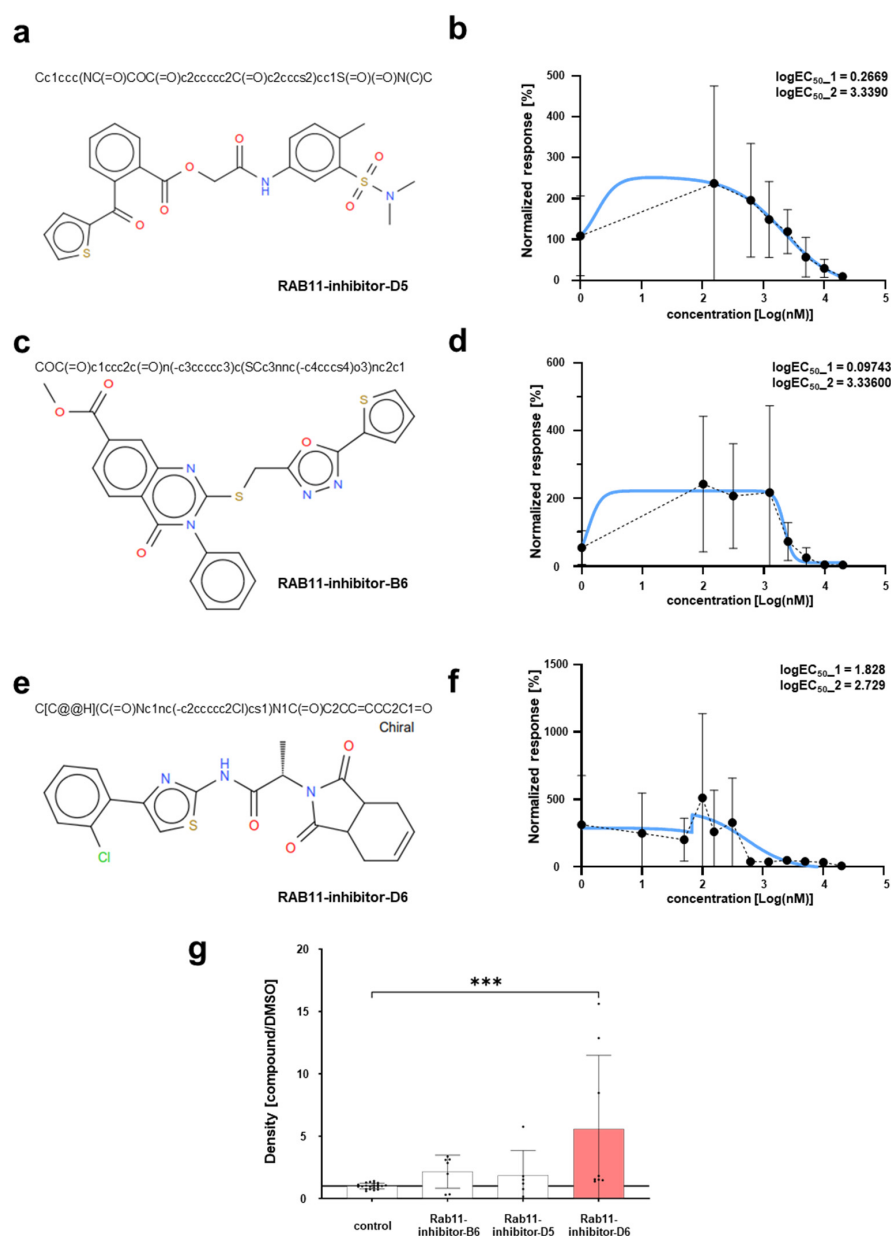 a
Cc1ccc(NC(=O)COC(=O)c2ccccc2C(=O)c2cccs2)cc1S(=O)(=O)N(C)C
O
O
O
O
NH
O
S
O
N
S
RAB11-inhibitor-D5
b
logEC50_1 = 0.2669
logEC50_2 = 3.3390
Normalized response [%]
500
400
300
200
100
0
0 1 2 3 4 5
concentration [Log(nM)]
c
COC(=O)c1ccc2c(=O)n(-c3ccccc3)c(SCc3nnc(-c4cccs4)o3)nc2c1
O
O
S
O
N
N
N
S
N
O
RAB11-inhibitor-B6
d
logEC50_1 = 0.09743
logEC50_2 = 3.33600
Normalized response [%]
600
400
200
0
0 1 2 3 4 5
concentration [Log(nM)]
e
C[C@@H](C(=O)Nc1nc(-c2ccccc2Cl)cs1)N1C(=O)C2CC=CCC2C1=O
Chiral
O
N
H
N
N
S
O
O
Cl
RAB11-inhibitor-D6
f
logEC50_1 = 1.828
logEC50_2 = 2.729
Normalized response [%]
1500
1000
500
0
0 1 2 3 4 5
concentration [Log(nM)]
g
Density [compound/DMSO]
20
15
10
5
0
***
control
Rab11-
inhibitor-B6
Rab11-
inhibitor-D5
Rab11-
inhibitor-D6